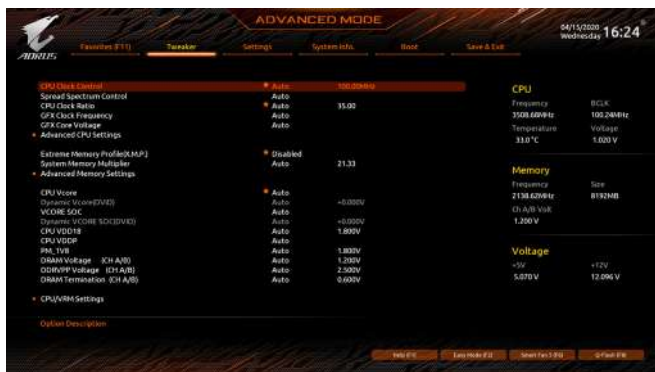 ADVANCED MODE
AORUS
04/15/2020 Wednesday 16:24
Favorites (F11) Tweaker Settings System Info. Boot Save & Exit
CPU Clock Control Auto 100.00MHz
Spread Spectrum Control Auto
CPU Clock Ratio Auto 35.00
GFX Clock Frequency Auto
GFX Core Voltage Auto
Advanced CPU Settings
Extreme Memory Profile(X.M.P.) Disabled
System Memory Multiplier Auto 21.33
Advanced Memory Settings
CPU Vcore Auto
Dynamic Vcore(DVID) Auto +0.000V
VCORE SOC Auto
Dynamic VCORE SOC(DVID) Auto +0.000V
CPU VDD18 Auto 1.800V
CPU VDDP Auto
PM_1V8 Auto 1.800V
DRAM Voltage (CH A/B) Auto 1.200V
DDRVPP Voltage (CH A/B) Auto 2.500V
DRAM Termination (CH A/B) Auto 0.600V
CPU/VRM Settings
Option Description
CPU
Frequency BCLK
3508.68MHz 100.24MHz
Temperature Voltage
33.0 °C 1.020 V
Memory
Frequency Size
2138.62MHz 8192MB
Ch A/B Volt
1.200 V
Voltage
+5V +12V
5.070 V 12.096 V
Help (F1) Easy Mode (F2) Smart Fan 5 (F6) Q-Flash (F8)